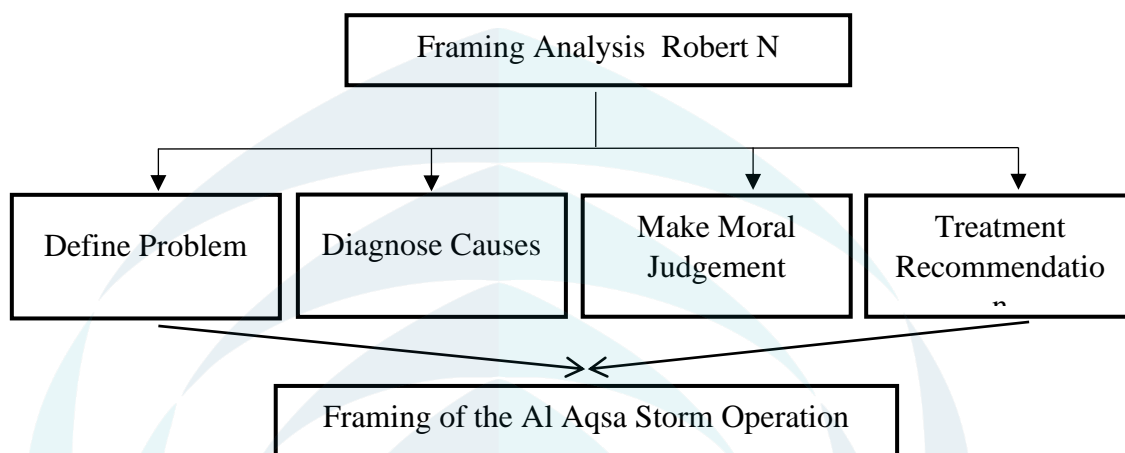 Framing Analysis  Robert N
Define Problem
Diagnose Causes
Make Moral
Judgement
Treatment
Recommendatio
n
Framing of the Al Aqsa Storm Operation